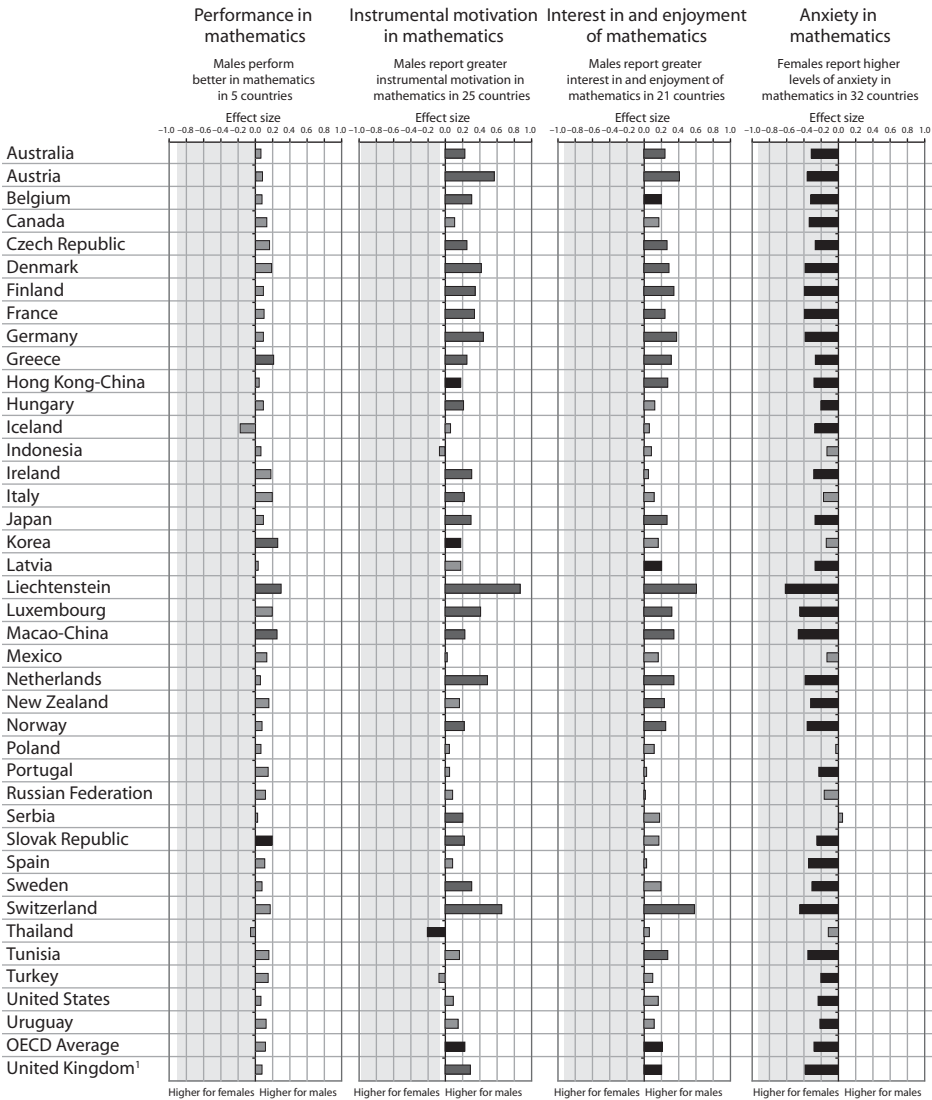 Performance in
mathematics
Males perform
better in mathematics
in 5 countries
Effect size
−1.0 −0.8 −0.6 −0.4 −0.2 0.0 0.2 0.4 0.6 0.8 1.0
Instrumental motivation
in mathematics
Males report greater
instrumental motivation in
mathematics in 25 countries
Effect size
−1.0 −0.8 −0.6 −0.4 −0.2 0.0 0.2 0.4 0.6 0.8 1.0
Interest in and enjoyment
of mathematics
Males report greater
interest in and enjoyment of
mathematics in 21 countries
Effect size
−1.0 −0.8 −0.6 −0.4 −0.2 0.0 0.2 0.4 0.6 0.8 1.0
Anxiety in
mathematics
Females report higher
levels of anxiety in
mathematics in 32 countries
Effect size
−1.0 −0.8 −0.6 −0.4 −0.2 0.0 0.2 0.4 0.6 0.8 1.0
Australia
Austria
Belgium
Canada
Czech Republic
Denmark
Finland
France
Germany
Greece
Hong Kong-China
Hungary
Iceland
Indonesia
Ireland
Italy
Japan
Korea
Latvia
Liechtenstein
Luxembourg
Macao-China
Mexico
Netherlands
New Zealand
Norway
Poland
Portugal
Russian Federation
Serbia
Slovak Republic
Spain
Sweden
Switzerland
Thailand
Tunisia
Turkey
United States
Uruguay
OECD Average
United Kingdom¹
Higher for females Higher for males
Higher for females Higher for males
Higher for females Higher for males
Higher for females Higher for males